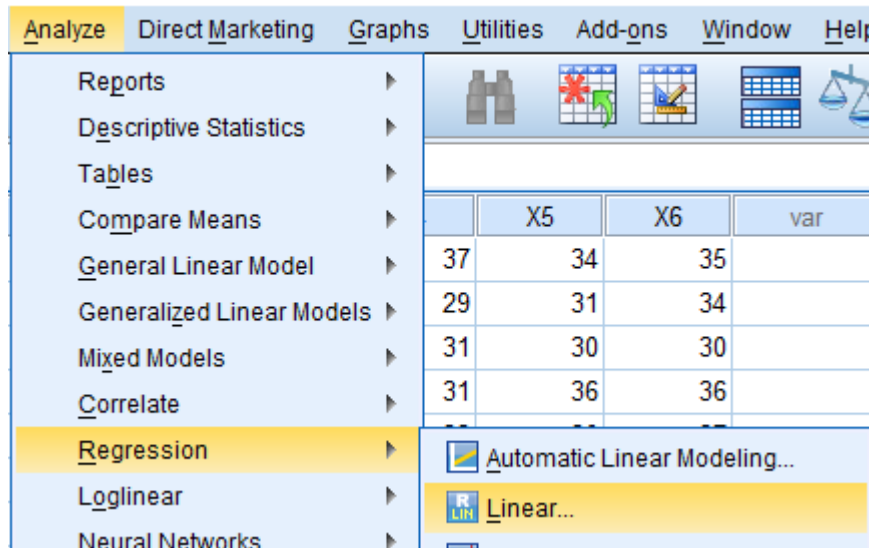 Analyze Direct Marketing Graphs Utilities Add-ons Window Help
Reports
Descriptive Statistics
Tables
Compare Means
General Linear Model
Generalized Linear Models
Mixed Models
Correlate
Regression
Loglinear
Neural Networks
X5 X6 var
37 34 35
29 31 34
31 30 30
31 36 36
Automatic Linear Modeling...
R LIN Linear...